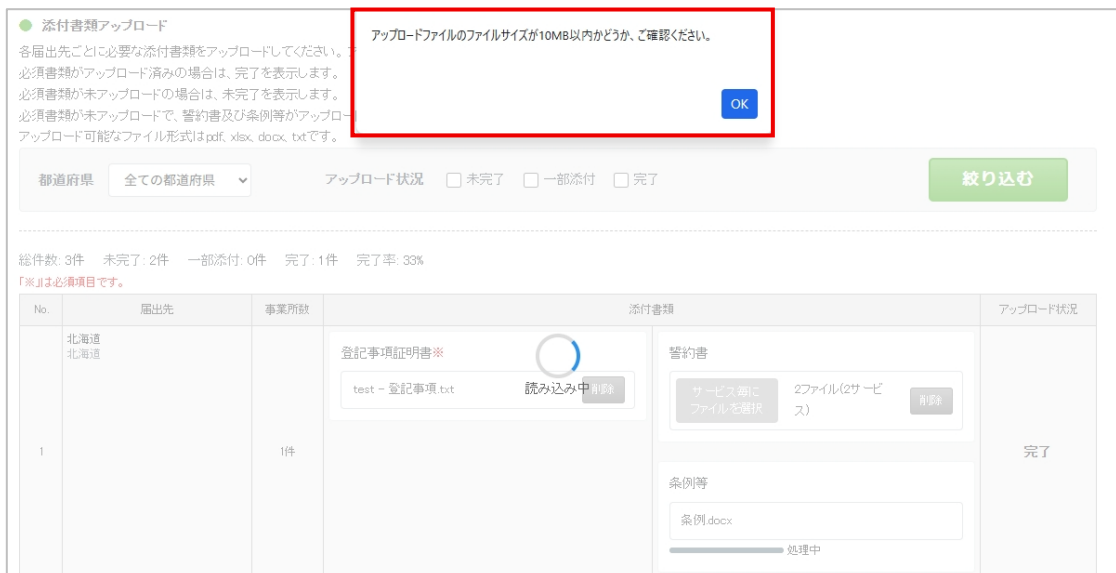 添付書類アップロード
各届出先ごとに必要な添付書類をアップロードしてください。
必須書類がアップロード済みの場合は、完了を表示します。
必須書類が未アップロードの場合は、未完了を表示します。
必須書類が未アップロードで、誓約書及び条例等がアップロー
アップロード可能なファイル形式はpdf、xlsx、docx、txtです。
アップロードファイルのファイルサイズが10MB以内かどうか、ご確認ください。
OK
都道府県 全ての都道府県 アップロード状況 未完了 一部添付 完了 絞り込む
総件数: 3件 未完了: 2件 一部添付: 0件 完了: 1件 完了率: 33%
「※」は必須項目です。
No. 届出先 事業所数 添付書類 アップロード状況
1
北海道
北海道
1件
登記事項証明書※
test - 登記事項.txt 削除
読み込み中
誓約書
サービス毎に
ファイルを選択
2ファイル(2サービ
ス)
削除
条例等
条例.docx
処理中
完了